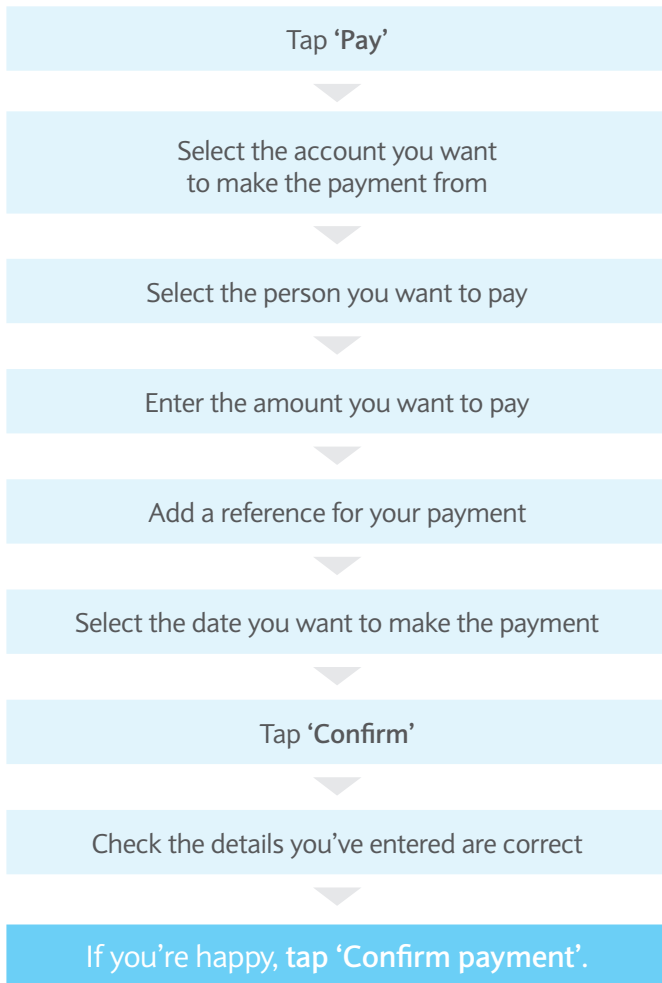 Tap ‘Pay’
Select the account you want
to make the payment from
Select the person you want to pay
Enter the amount you want to pay
Add a reference for your payment
Select the date you want to make the payment
Tap ‘Confirm’
Check the details you’ve entered are correct
If you’re happy, tap ‘Confirm payment’.